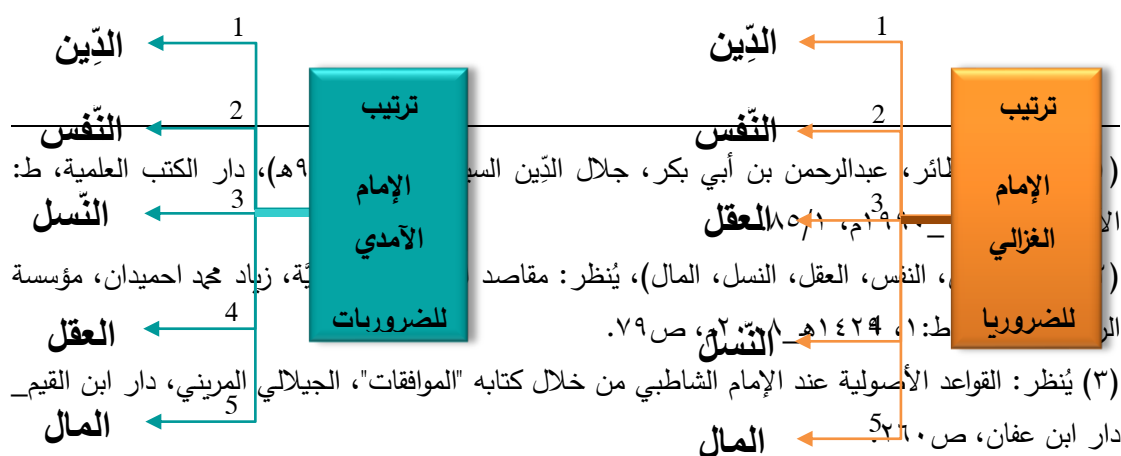 ترتيب
الإمام
الغزالي
للضروريا
1
الدِّين
2
النّفس
3
العقل
4
النّسل
5
المال
ترتيب
الإمام
الآمدي
للضروريات
1
الدِّين
2
النّفس
3
النّسل
4
العقل
5
المال
عبدالرحمن بن أبي بكر، جلال الدِّين دار الكتب العلمية، ط:
النفس، العقل، النسل، المال)، يُنظر: مقاصد زياد محمد احميدان، مؤسسة
ط:١، ص٧٩.
(٣) يُنظر: القواعد الأصولية عند الإمام الشاطبي من خلال كتابه "الموافقات"، الجيلالي المريني، دار ابن القيم_
دار ابن عفان، ص٢٦٠.